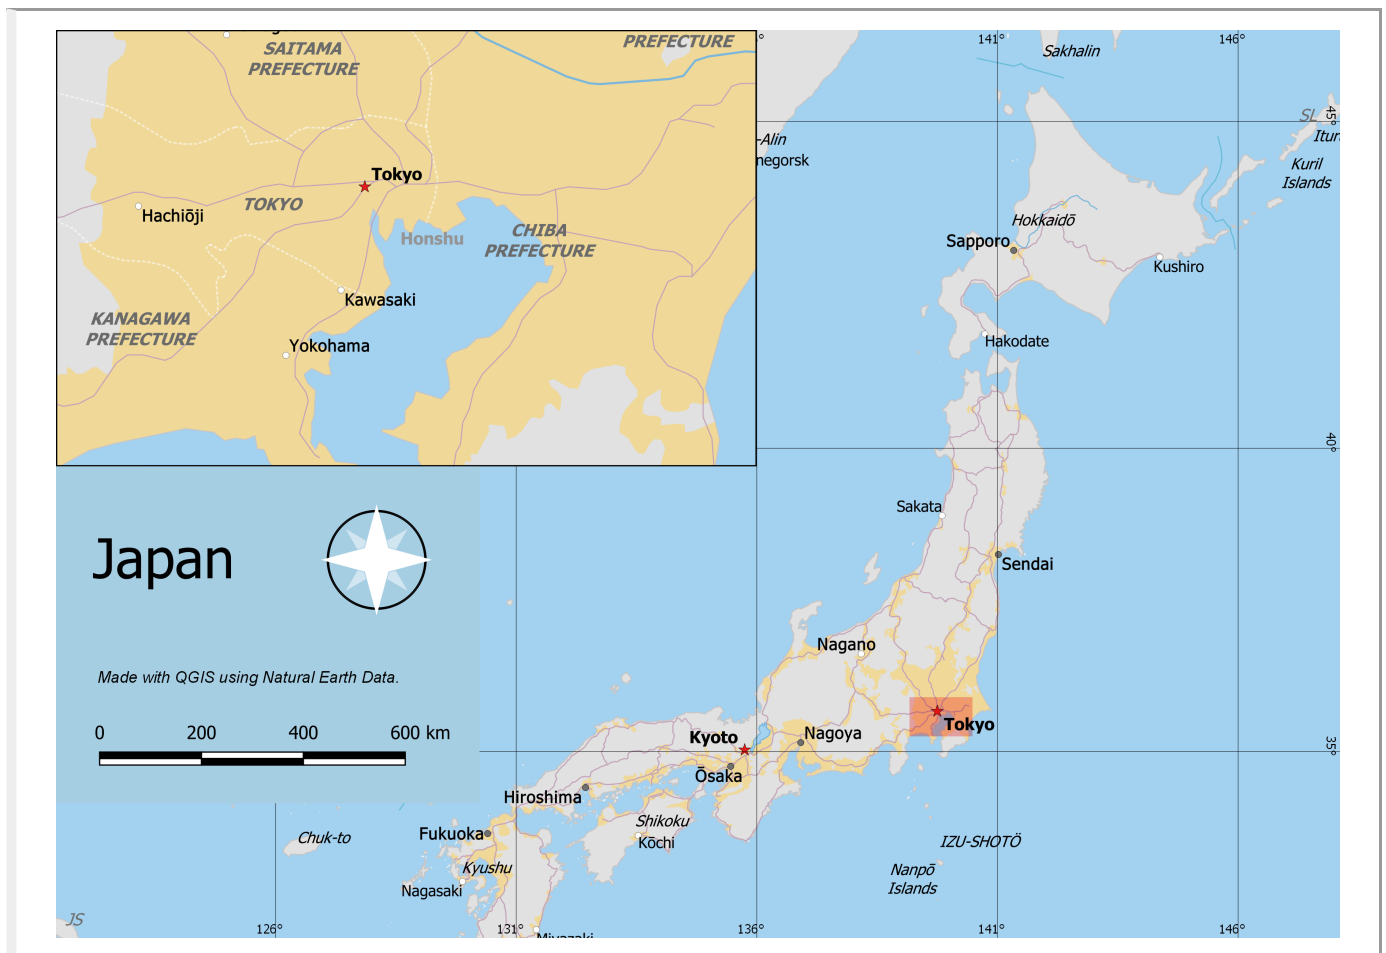 SAITAMA
PREFECTURE
PREFECTURE
Tokyo
TOKYO
Hachiōji
Honshu
CHIBA
PREFECTURE
Kawasaki
KANAGAWA
PREFECTURE
Yokohama
141°
146°
Sakhalin
45°
SL
-Alin
negorsk
Kuril
Islands
Hokkaidō
Sapporo
Kushiro
Hakodate
40°
Sakata
Sendai
Japan
Nagano
Made with QGIS using Natural Earth Data.
0 200 400 600 km
Tokyo
Kyoto
Nagoya
35°
Ōsaka
Hiroshima
Shikoku
Fukuoka
Kōchi
Chuk-to
IZU-SHOTŌ
Kyushu
Nanpō
Islands
Nagasaki
JS
126°
131°
136°
141°
146°